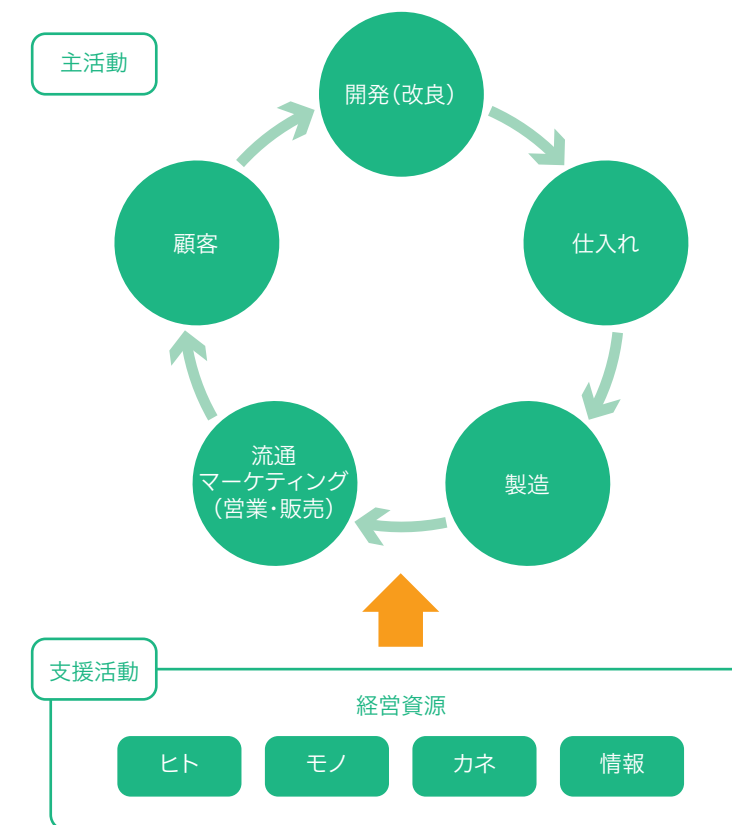 主活動
開発（改良）
仕入れ
製造
流通
マーケティング
（営業・販売）
顧客
支援活動
経営資源
ヒト
モノ
カネ
情報